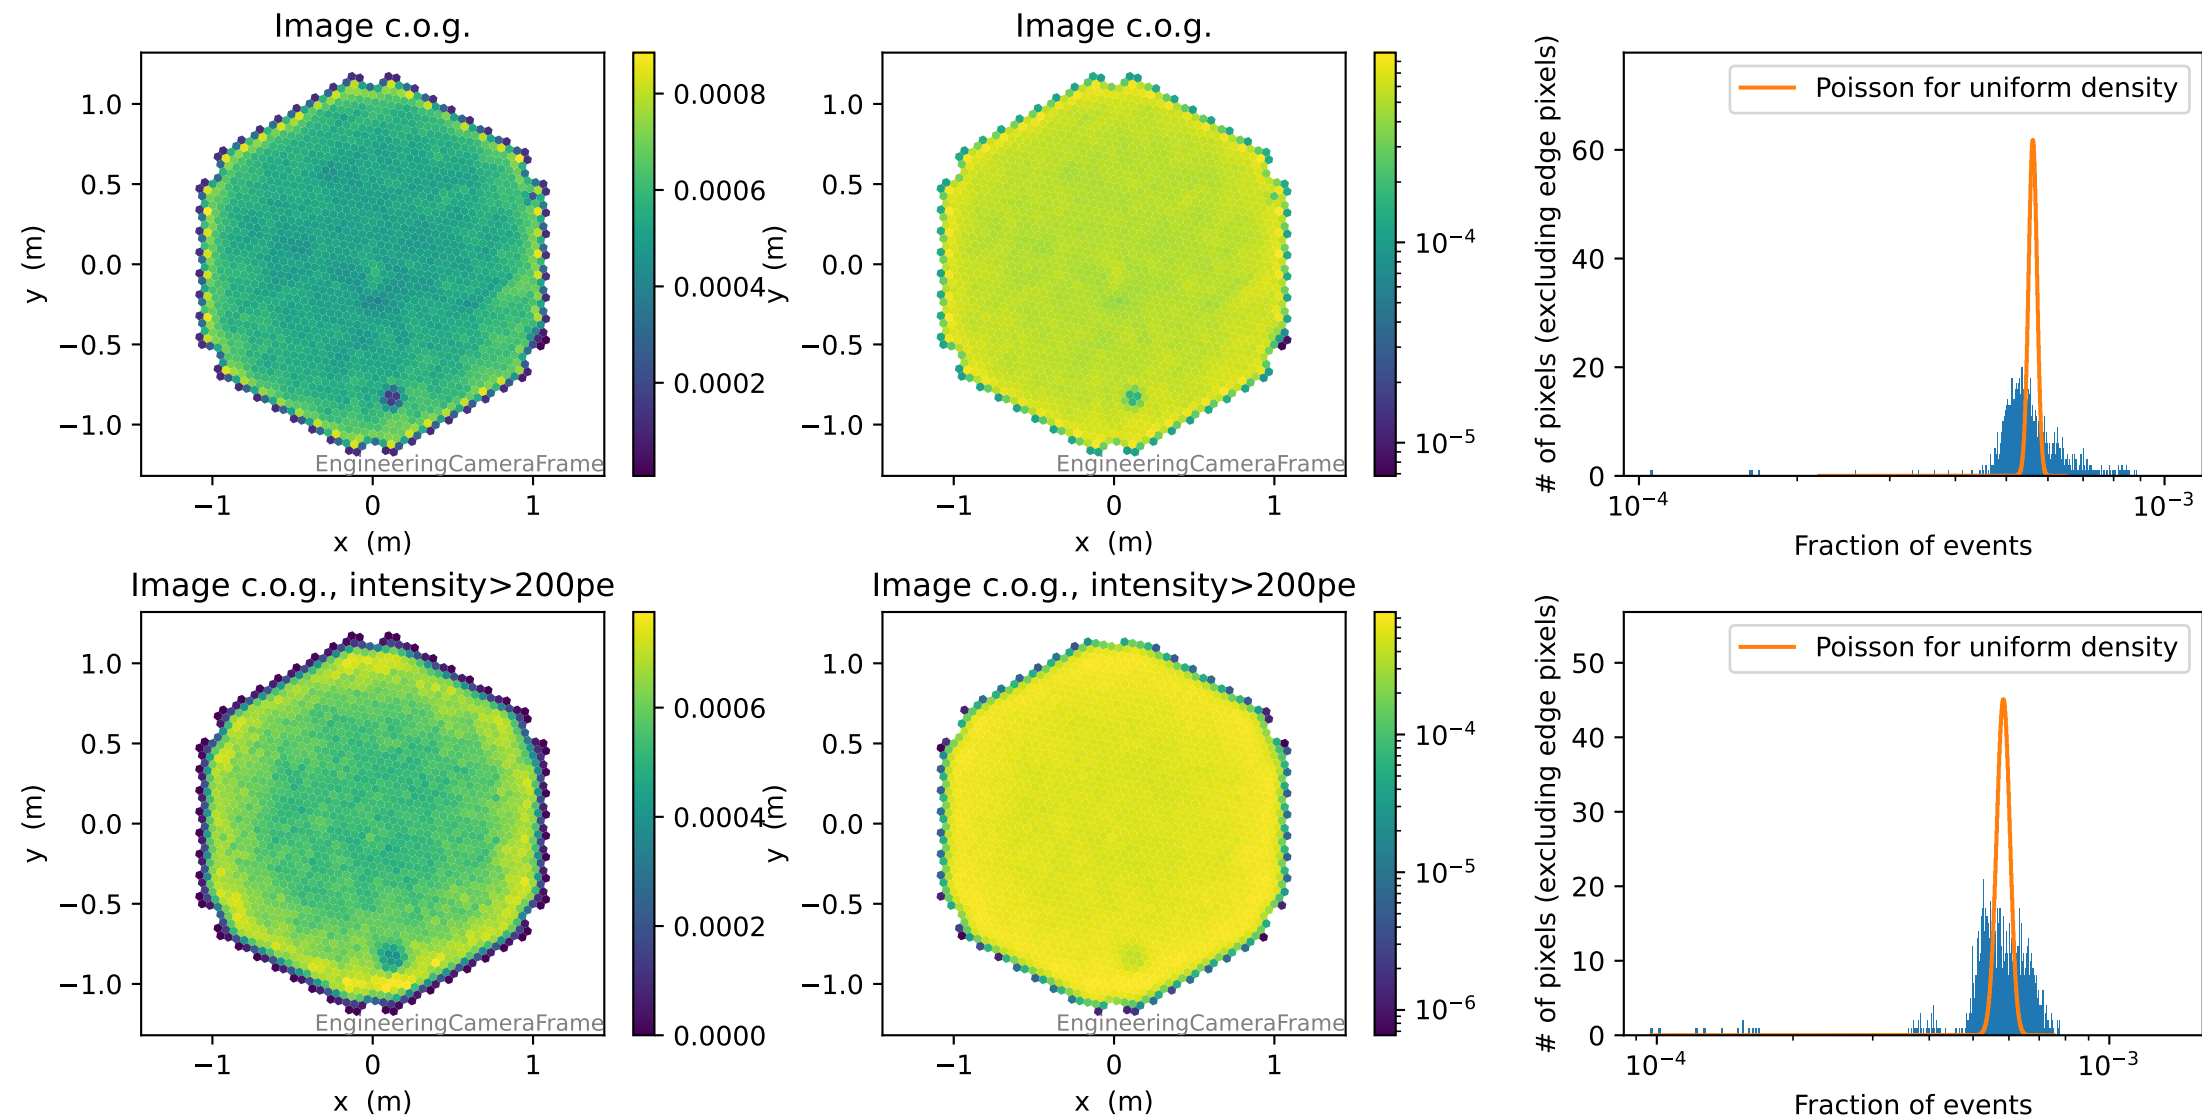 Image c.o.g.
1.0
0.5
0.0
−0.5
−1.0
y (m)
−1
0
1
x (m)
EngineeringCameraFrame
0.0008
0.0006
0.0004
0.0002
Image c.o.g.
1.0
0.5
0.0
−0.5
−1.0
y (m)
−1
0
1
x (m)
EngineeringCameraFrame
10⁻⁴
10⁻⁵
# of pixels (excluding edge pixels)
60
40
20
0
Poisson for uniform density
10⁻⁴
10⁻³
Fraction of events
Image c.o.g., intensity>200pe
1.0
0.5
0.0
−0.5
−1.0
y (m)
−1
0
1
x (m)
EngineeringCameraFrame
0.0006
0.0004
0.0002
0.0000
Image c.o.g., intensity>200pe
1.0
0.5
0.0
−0.5
−1.0
y (m)
−1
0
1
x (m)
EngineeringCameraFrame
10⁻⁴
10⁻⁵
10⁻⁶
# of pixels (excluding edge pixels)
50
40
30
20
10
0
Poisson for uniform density
10⁻⁴
10⁻³
Fraction of events